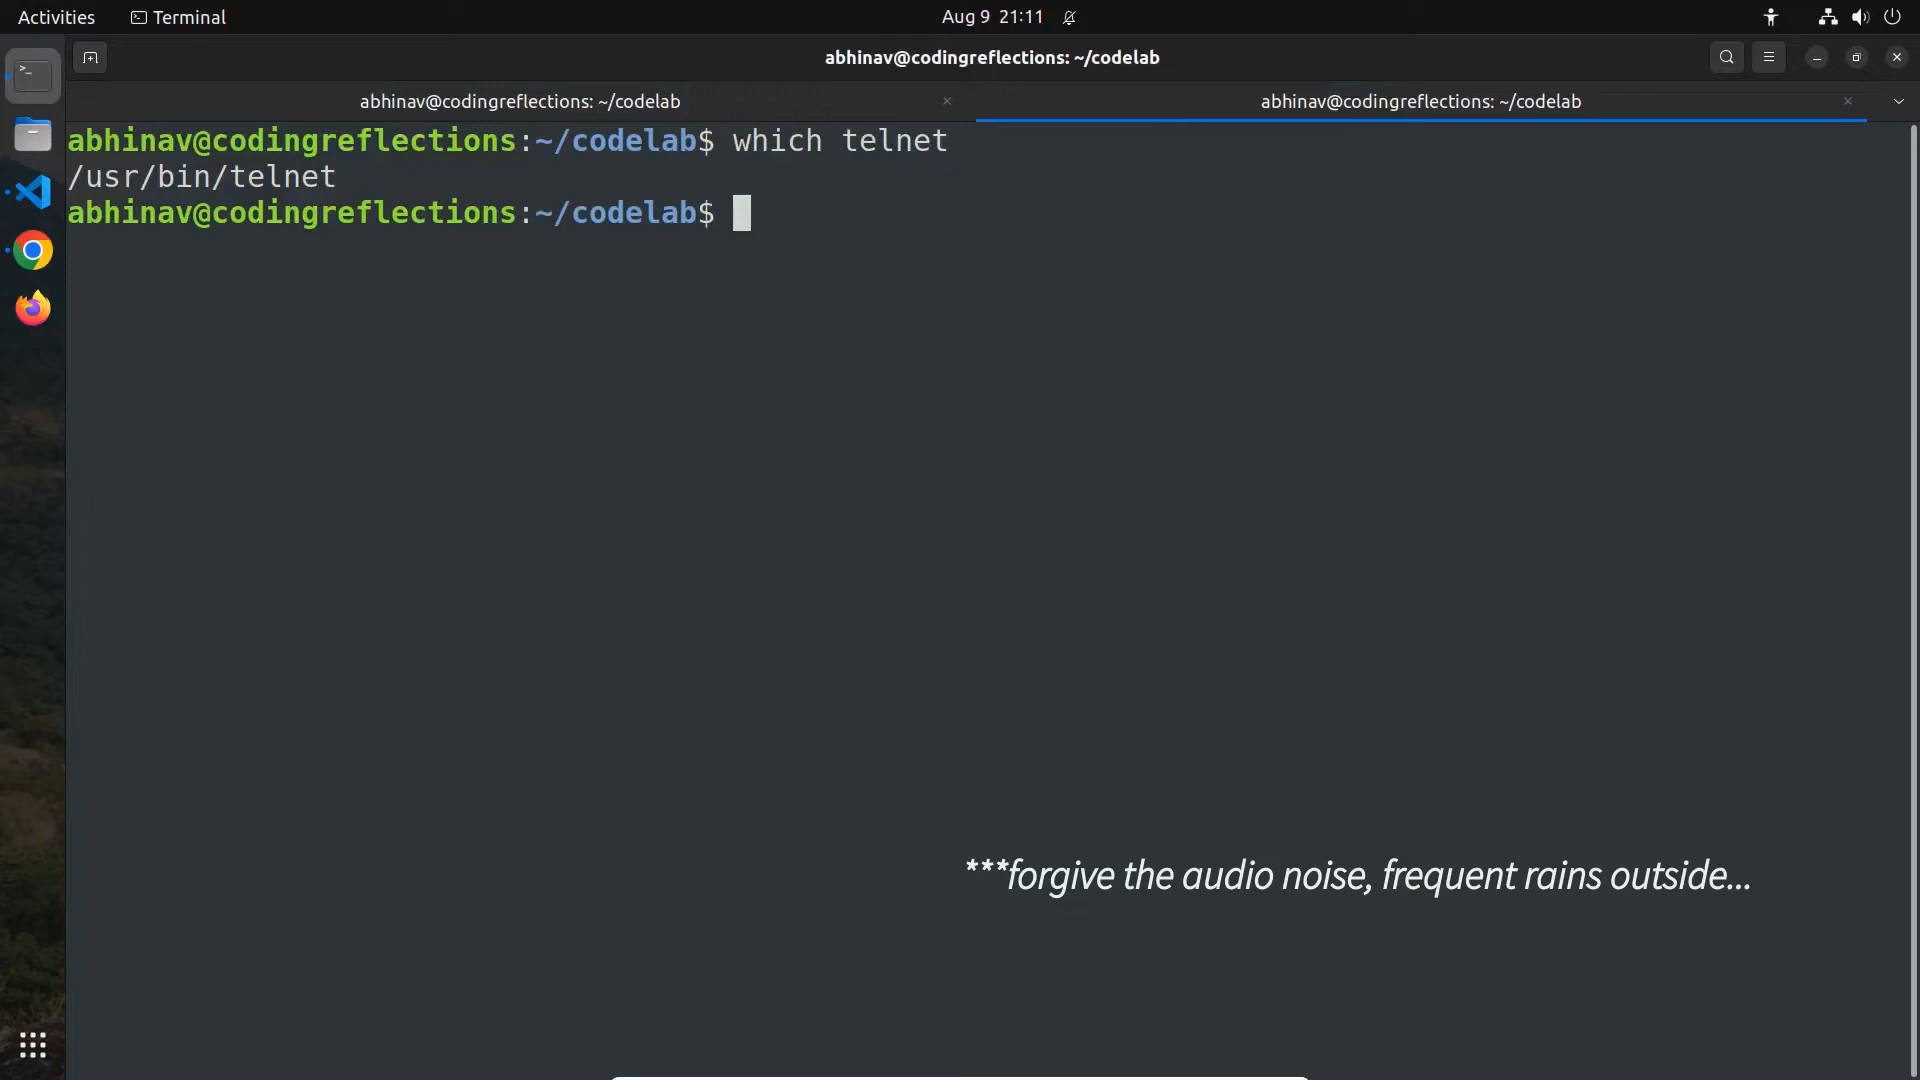 Activities Terminal Aug 9 21:11
abhinav@codingreflections: ~/codelab
abhinav@codingreflections: ~/codelab abhinav@codingreflections: ~/codelab
abhinav@codingreflections:~/codelab$ which telnet
/usr/bin/telnet
abhinav@codingreflections:~/codelab$
***forgive the audio noise, frequent rains outside...